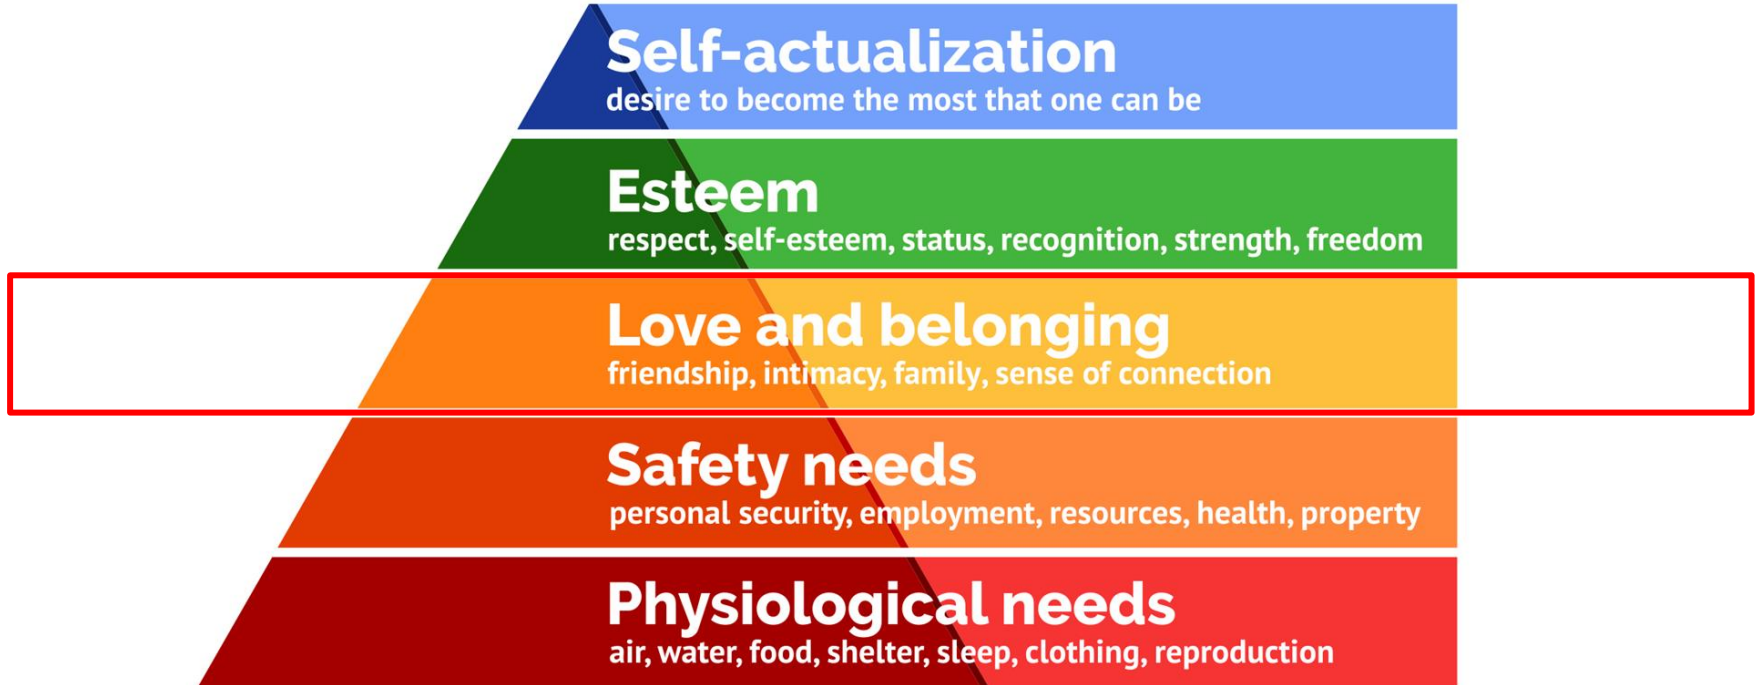 Self-actualization
desire to become the most that one can be
Esteem
respect, self-esteem, status, recognition, strength, freedom
Love and belonging
friendship, intimacy, family, sense of connection
Safety needs
personal security, employment, resources, health, property
Physiological needs
air, water, food, shelter, sleep, clothing, reproduction